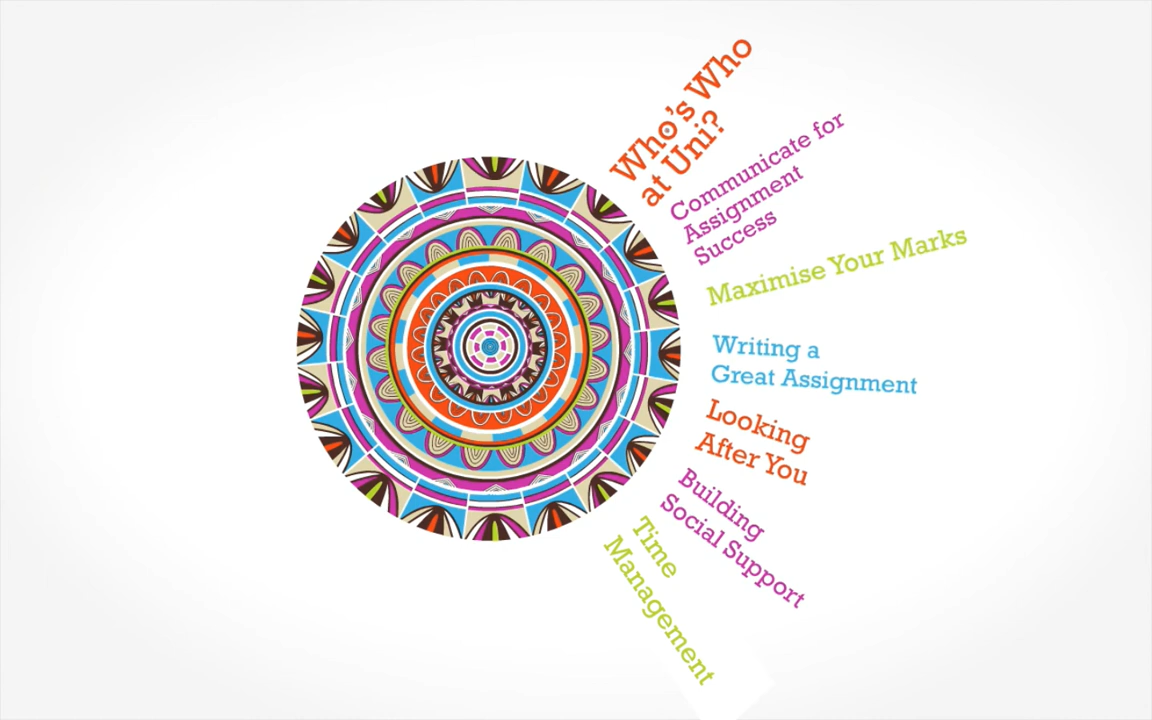 Who's Who
at Uni?
Communicate for
Assignment
Success
Maximise Your Marks
Writing a
Great Assignment
Looking
After You
Building
Social Support
Time
Management